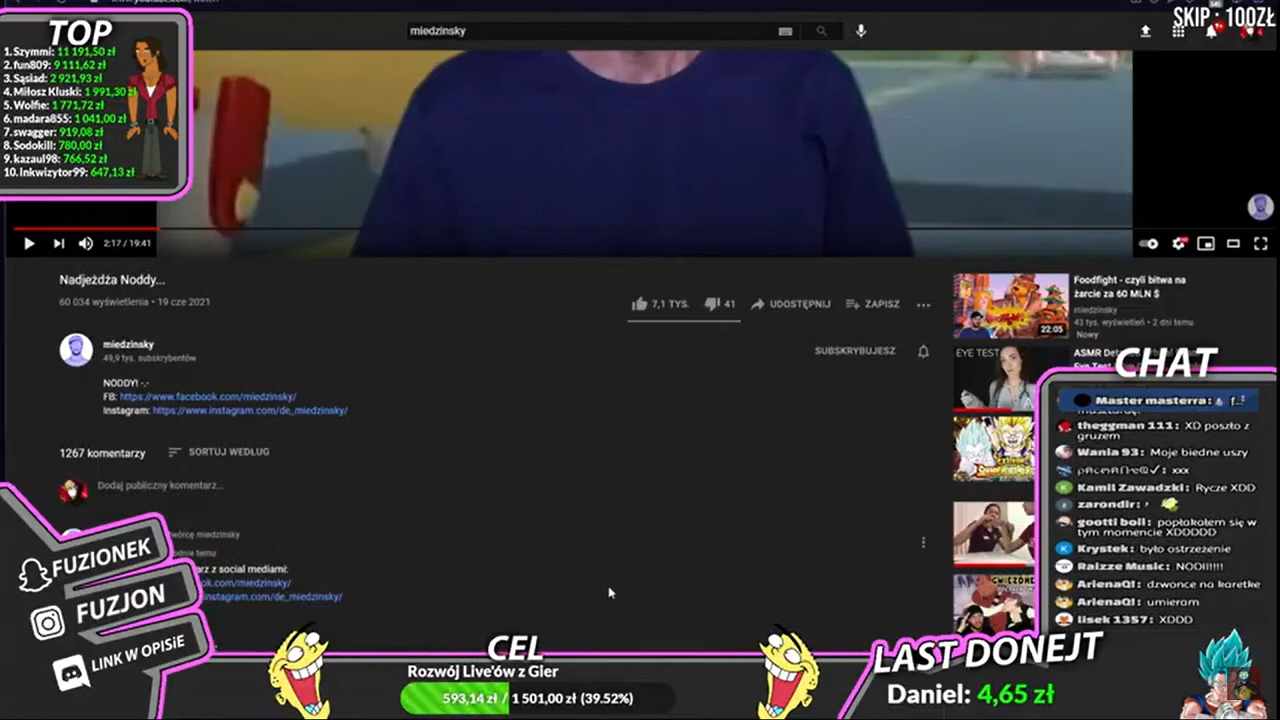 miedzinsky
SKIP : 100ZŁ
TOP
1. Szymmi: 11 191,50 zł
2. fun809: 9 111,62 zł
3. Sąsiad: 2 921,93 zł
4. Miłosz Kluski: 1 991,30 zł
5. Wolfie: 1 771,72 zł
6. madara855: 1 041,00 zł
7. swagger: 919,08 zł
8. Sodokill: 780,00 zł
9. kazaul98: 766,52 zł
10. Inkwizytor99: 647,13 zł
2:17 / 19:41
Nadjeżdża Noddy...
60 034 wyświetlenia • 19 cze 2021
7,1 TYS.
41
UDOSTĘPNIJ
ZAPISZ
miedzinsky
49,9 tys. subskrybentów
SUBSKRYBUJESZ
NODDY! -.-
FB: https://www.facebook.com/miedzinsky/
Instagram: https://www.instagram.com/de_miedzinsky/
1267 komentarzy
SORTUJ WEDŁUG
Dodaj publiczny komentarz...
wórcę miedzinsky
odnie temu
arz z social mediami:
ok.com/miedzinsky/
nstagram.com/de_miedzinsky/
Foodfight - czyli bitwa na
żarcie za 60 MLN $
miedzinsky
43 tys. wyświetleń • 2 dni temu
Nowy
22:05
EYE TEST
ASMR
CHAT
Master masterra:
theggman 111: XD poszło z
gruzem
Wania 93: Moje biedne uszy
xxx
Kamil Zawadzki: Rycze XDD
zarondir:
gootti boii: popłakałem się w
tym momencie XDDDDD
Krystek: było ostrzeżenie
Raizze Music: NODII!!!!
ArienaQ!: dzwonce na karetke
ArienaQ!: umieram
lisek 1357: XDDD
FUZIONEK
FUZJON
LINK W OPISiE
CEL
Rozwój Live'ów z Gier
593,14 zł / 1 501,00 zł (39.52%)
LAST DONEJT
Daniel: 4,65 zł